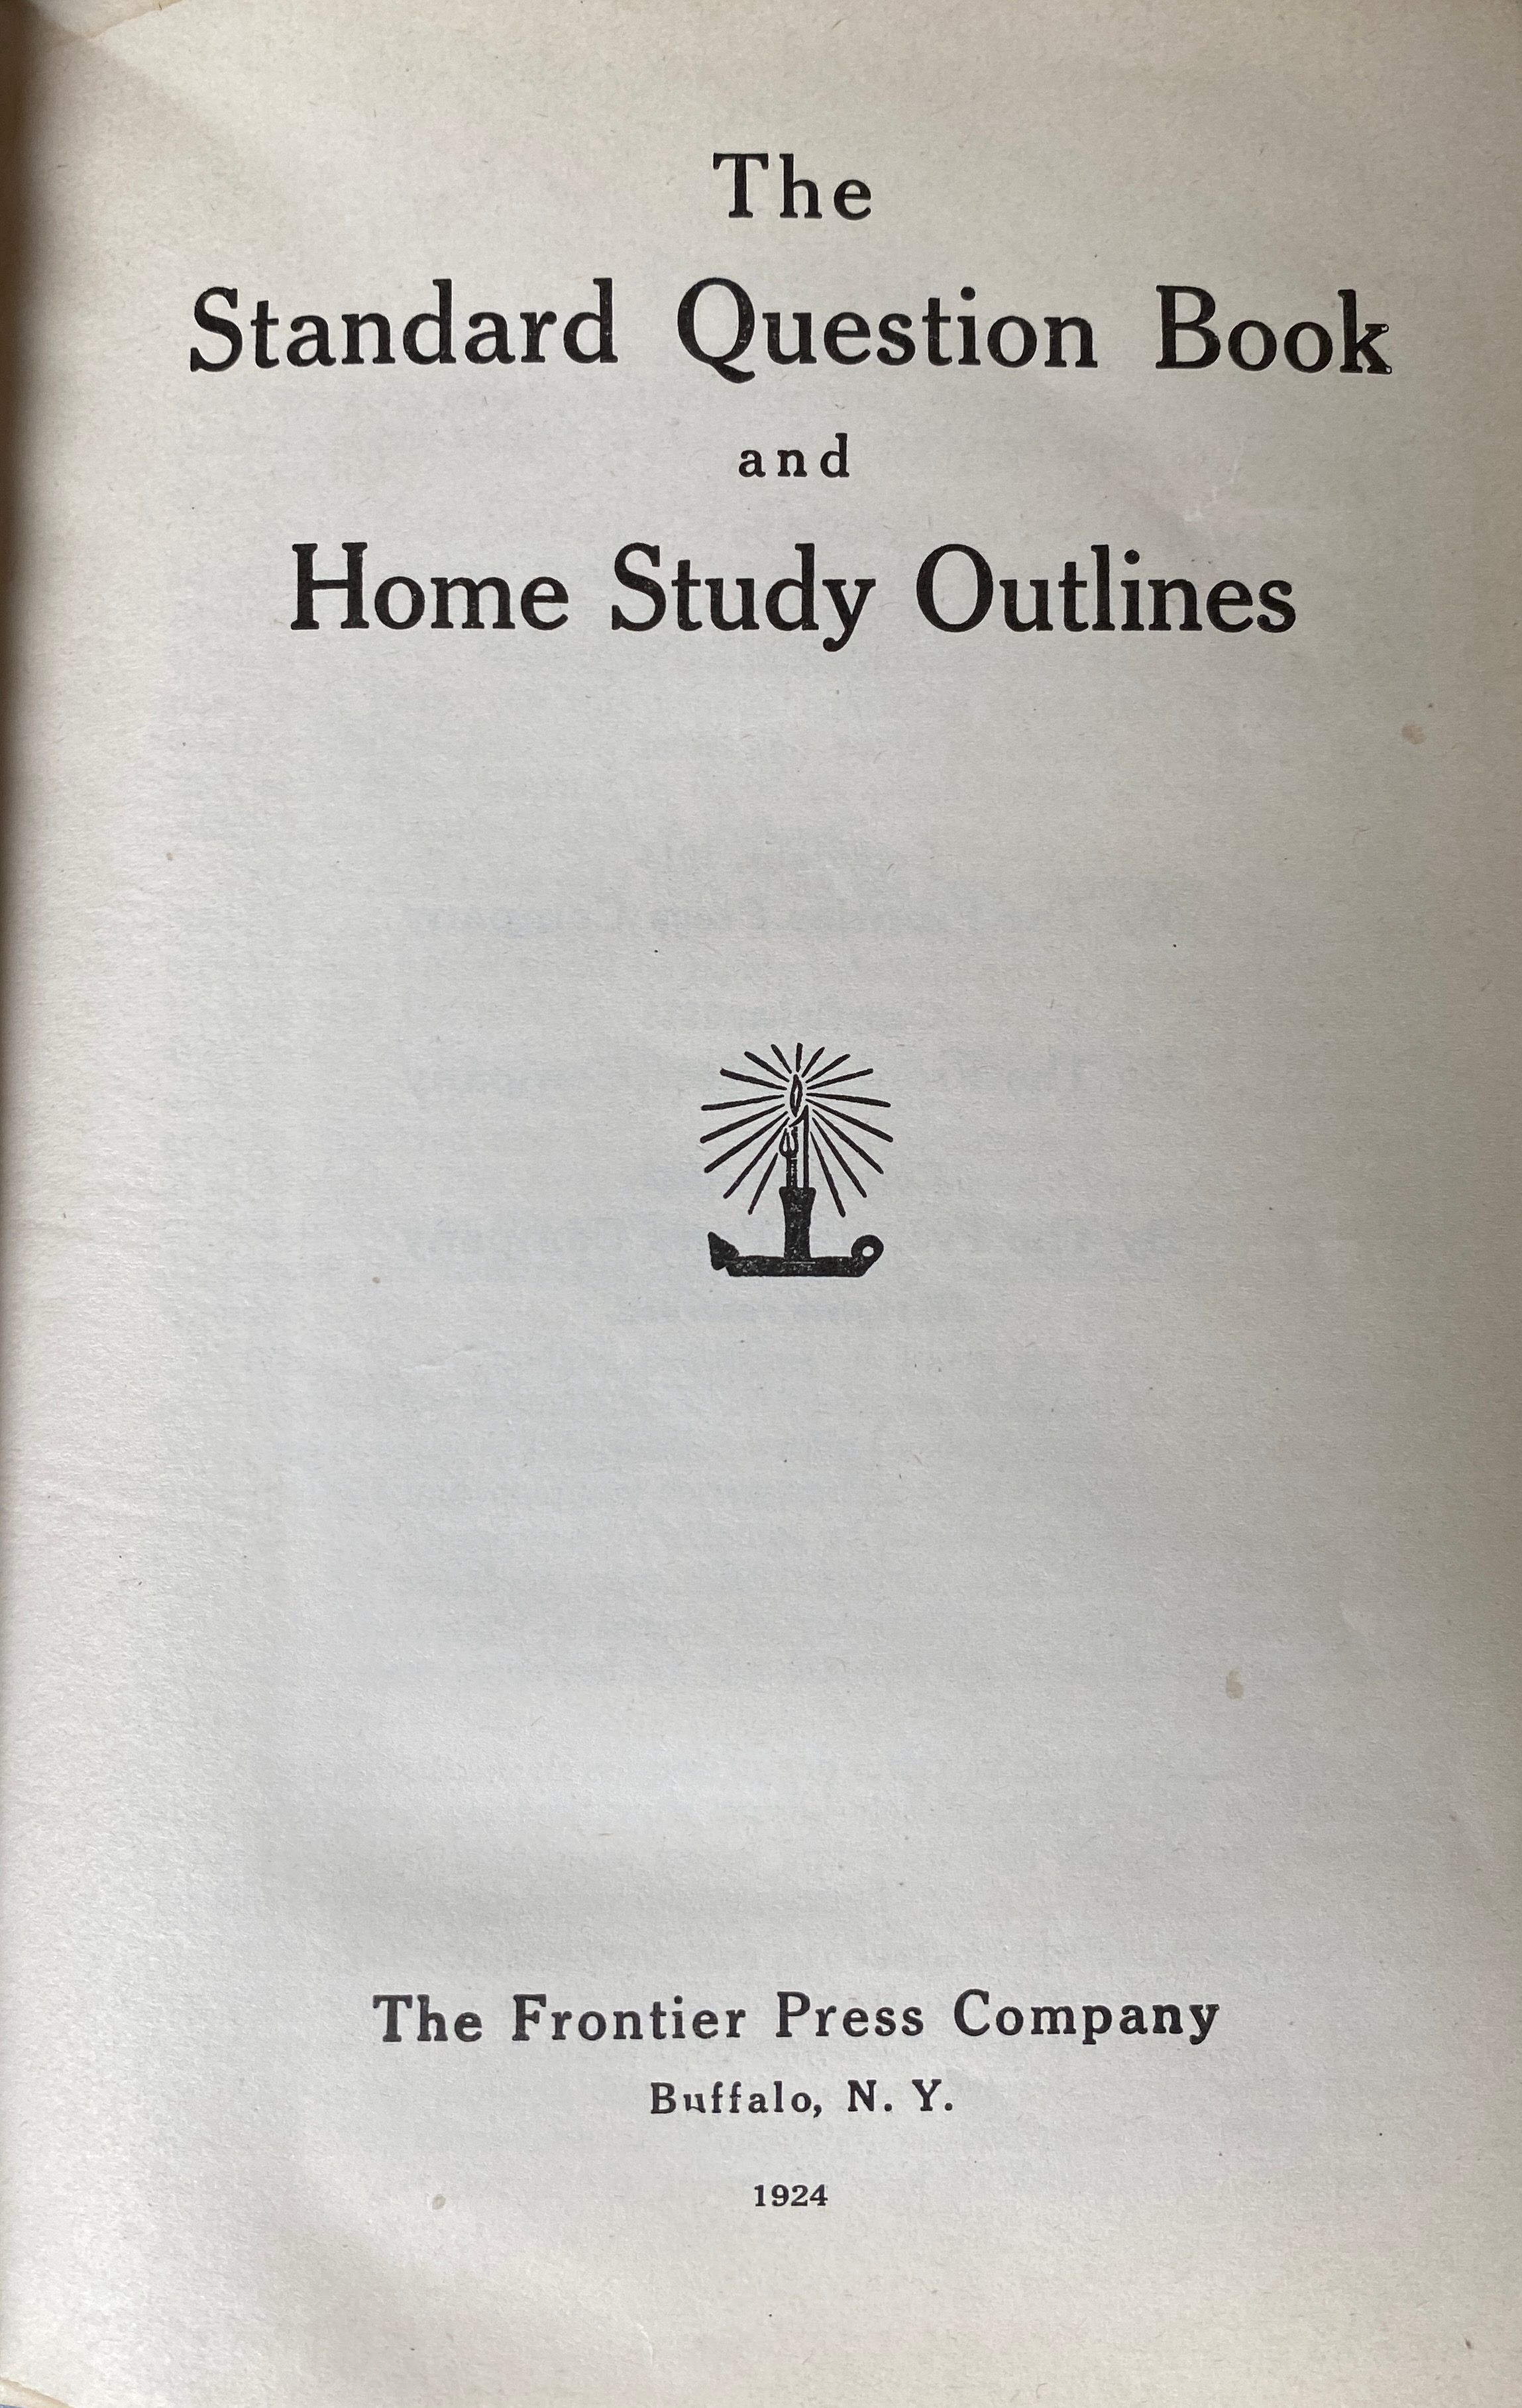 The
Standard Question Book
and
Home Study Outlines
The Frontier Press Company
Buffalo, N. Y.
1924